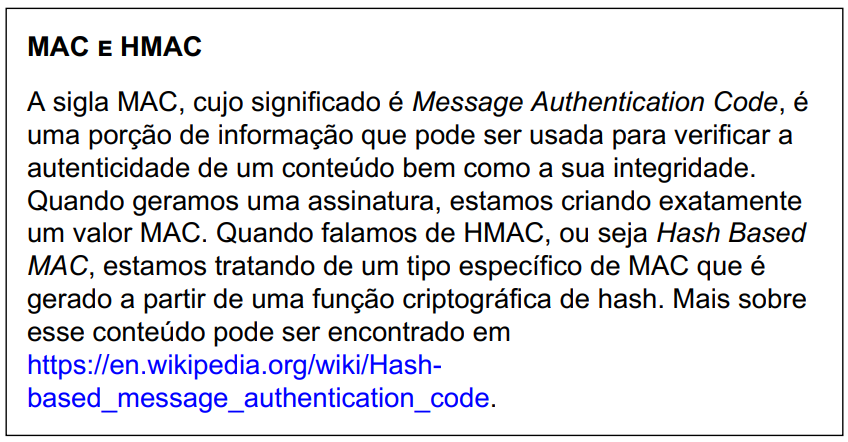 MAC E HMAC
A sigla MAC, cujo significado é Message Authentication Code, é
uma porção de informação que pode ser usada para verificar a
autenticidade de um conteúdo bem como a sua integridade.
Quando geramos uma assinatura, estamos criando exatamente
um valor MAC. Quando falamos de HMAC, ou seja Hash Based
MAC, estamos tratando de um tipo específico de MAC que é
gerado a partir de uma função criptográfica de hash. Mais sobre
esse conteúdo pode ser encontrado em
https://en.wikipedia.org/wiki/Hash-
based_message_authentication_code.